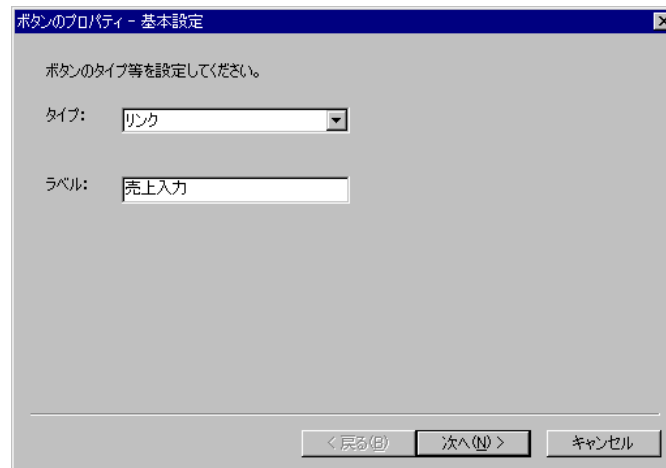 ボタンのプロパティ - 基本設定
ボタンのタイプ等を設定してください。
タイプ: リンク
ラベル: 売上入力
< 戻る(B) 次へ(N) > キャンセル